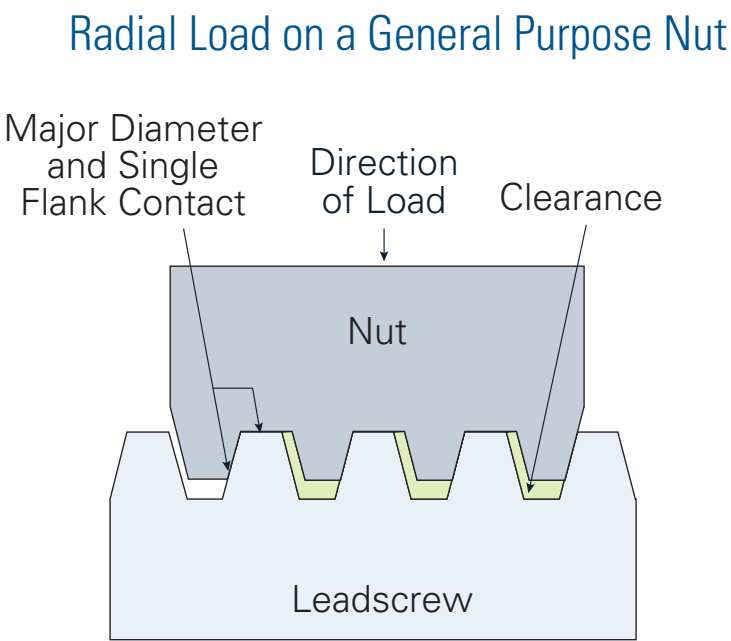 Radial Load on a General Purpose Nut
Major Diameter
and Single
Flank Contact
Direction
of Load
Clearance
Nut
Leadscrew